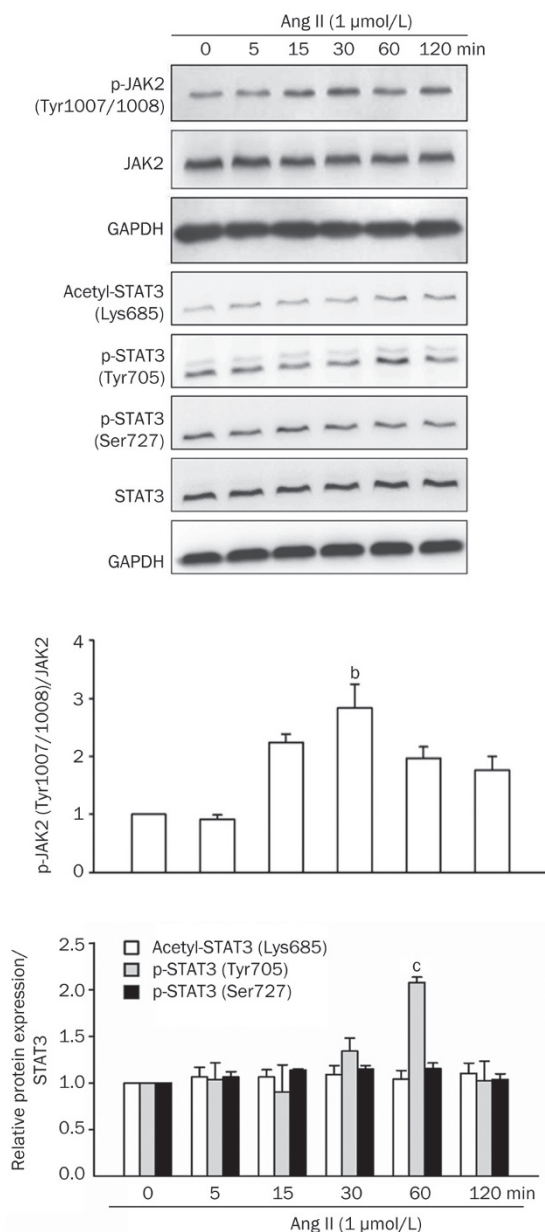 Ang II (1 μmol/L)
0 5 15 30 60 120 min
p-JAK2
(Tyr1007/1008)
JAK2
GAPDH
Acetyl-STAT3
(Lys685)
p-STAT3
(Tyr705)
p-STAT3
(Ser727)
STAT3
GAPDH
p-JAK2 (Tyr1007/1008)/JAK2
4
3
2
1
0
b
Relative protein expression/
STAT3
2.5
2.0
1.5
1.0
0.5
0.0
Acetyl-STAT3 (Lys685)
p-STAT3 (Tyr705)
p-STAT3 (Ser727)
c
0 5 15 30 60 120 min
Ang II (1 μmol/L)